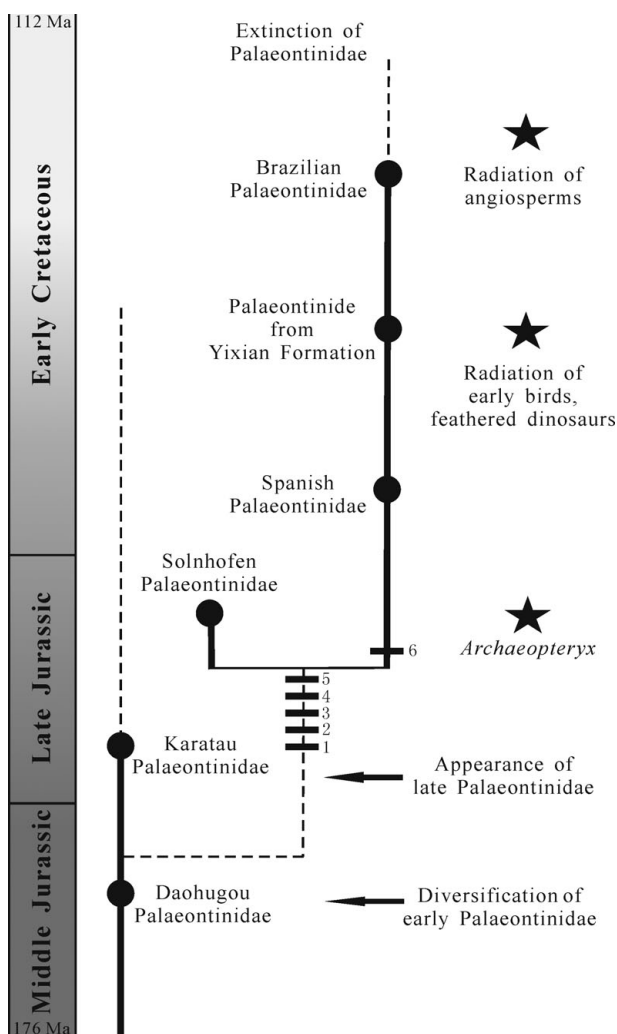 112 Ma
Extinction of
Palaeontinidae
Brazilian
Palaeontinidae
Radiation of
angiosperms
Early Cretaceous
Palaeontinide
from
Yixian Formation
Radiation of
early birds,
feathered dinosaurs
Spanish
Palaeontinidae
Solnhofen
Palaeontinidae
Archaeopteryx
6
5
4
3
2
1
Late Jurassic
Karatau
Palaeontinidae
Appearance of
late Palaeontinidae
Middle Jurassic
Daohugou
Palaeontinidae
Diversification of
early Palaeontinidae
176 Ma